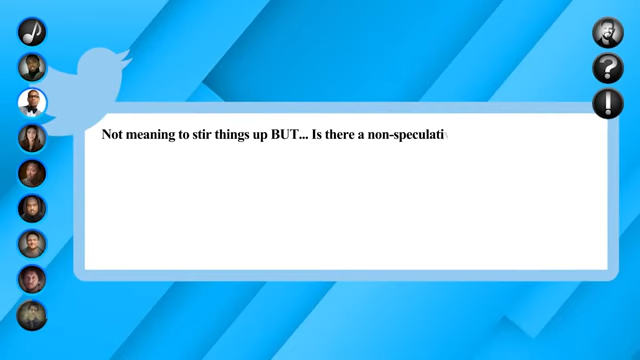 Not meaning to stir things up BUT... Is there a non-speculati
?
!